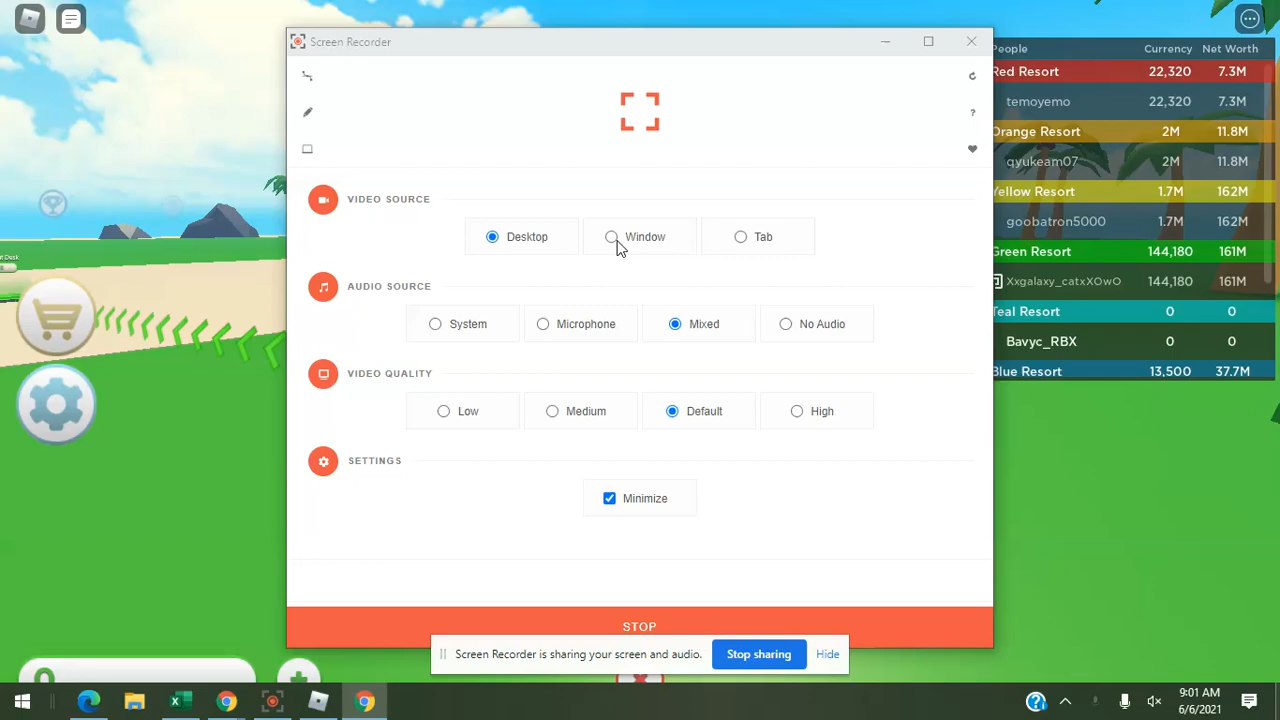 Screen Recorder
?
VIDEO SOURCE
Desktop Window Tab
AUDIO SOURCE
System Microphone Mixed No Audio
VIDEO QUALITY
Low Medium Default High
SETTINGS
Minimize
STOP
Screen Recorder is sharing your screen and audio. Stop sharing Hide
People Currency Net Worth
Red Resort 22,320 7.3M
temoyemo 22,320 7.3M
Orange Resort 2M 11.8M
qyukeam07 2M 11.8M
Yellow Resort 1.7M 162M
goobatron5000 1.7M 162M
Green Resort 144,180 161M
Xxgalaxy_catxXOwO 144,180 161M
Teal Resort 0 0
Bavyc_RBX 0 0
Blue Resort 13,500 37.7M
Desk
9:01 AM
6/6/2021